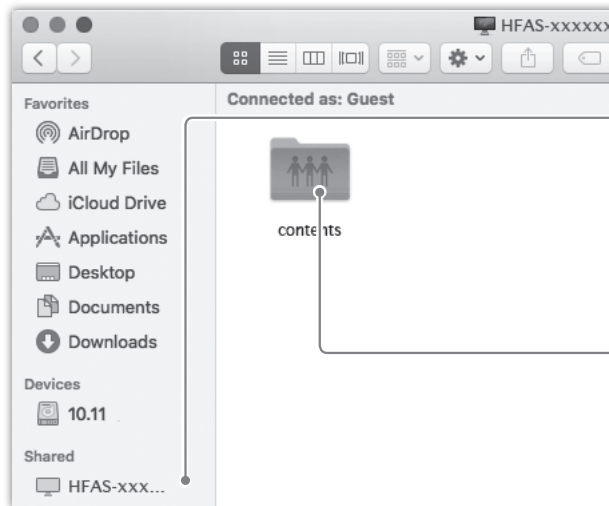 HFAS-xxxxxx
Connected as: Guest
Favorites
AirDrop
All My Files
iCloud Drive
Applications
Desktop
Documents
Downloads
Devices
10.11
Shared
HFAS-xxx...
contents